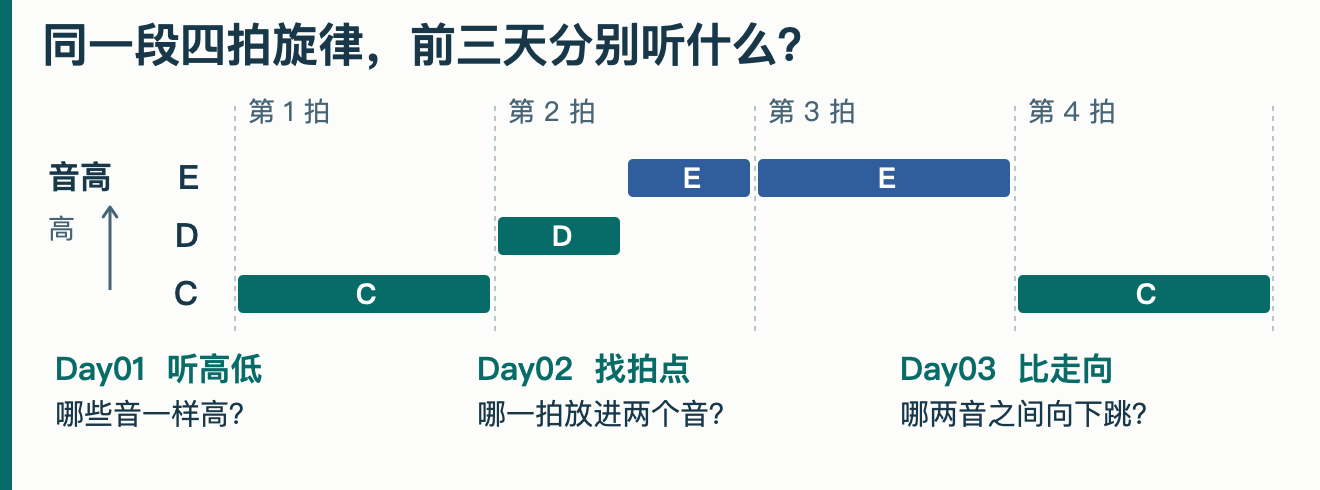 同一段四拍旋律，前三天分别听什么？
第 1 拍
第 2 拍
第 3 拍
第 4 拍
音高
E
E
E
高
D
D
C
C
C
Day01 听高低
哪些音一样高？
Day02 找拍点
哪一拍放进两个音？
Day03 比走向
哪两音之间向下跳？